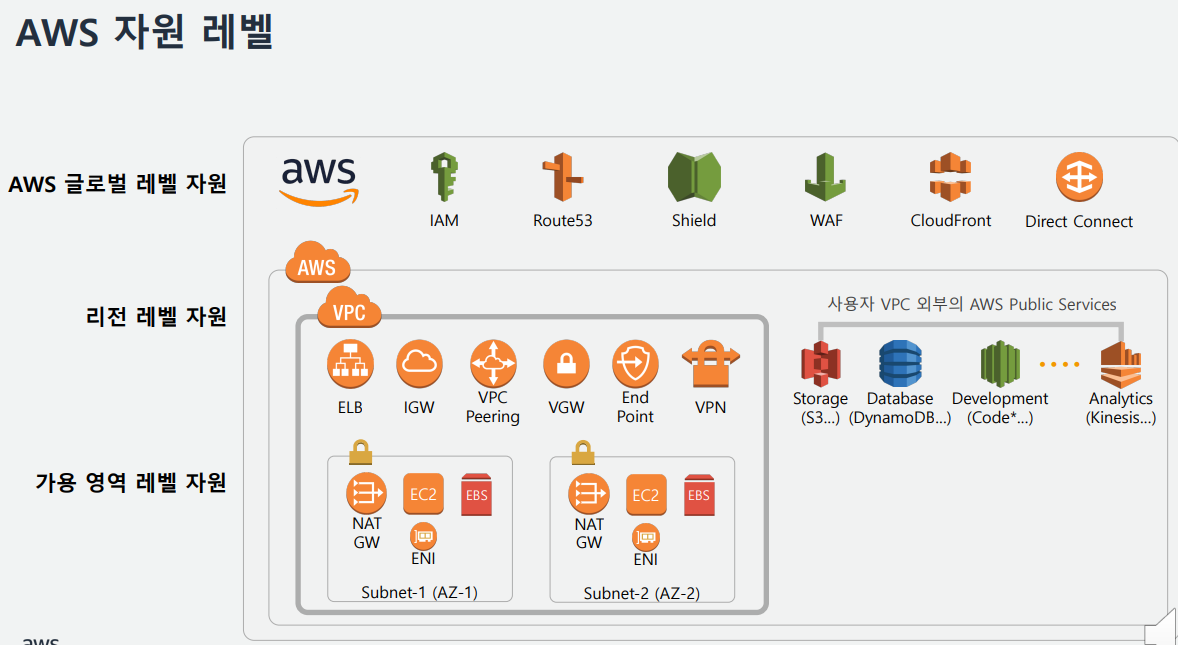 AWS 자원 레벨
AWS 글로벌 레벨 자원
aws
IAM
Route53
Shield
WAF
CloudFront
Direct Connect
AWS
리전 레벨 자원
VPC
사용자 VPC 외부의 AWS Public Services
ELB
IGW
VPC
Peering
VGW
End
Point
VPN
Storage
(S3...)
Database
(DynamoDB...)
Development
(Code*...)
Analytics
(Kinesis...)
가용 영역 레벨 자원
NAT
GW
EC2
EBS
ENI
Subnet-1 (AZ-1)
NAT
GW
EC2
EBS
ENI
Subnet-2 (AZ-2)
aws